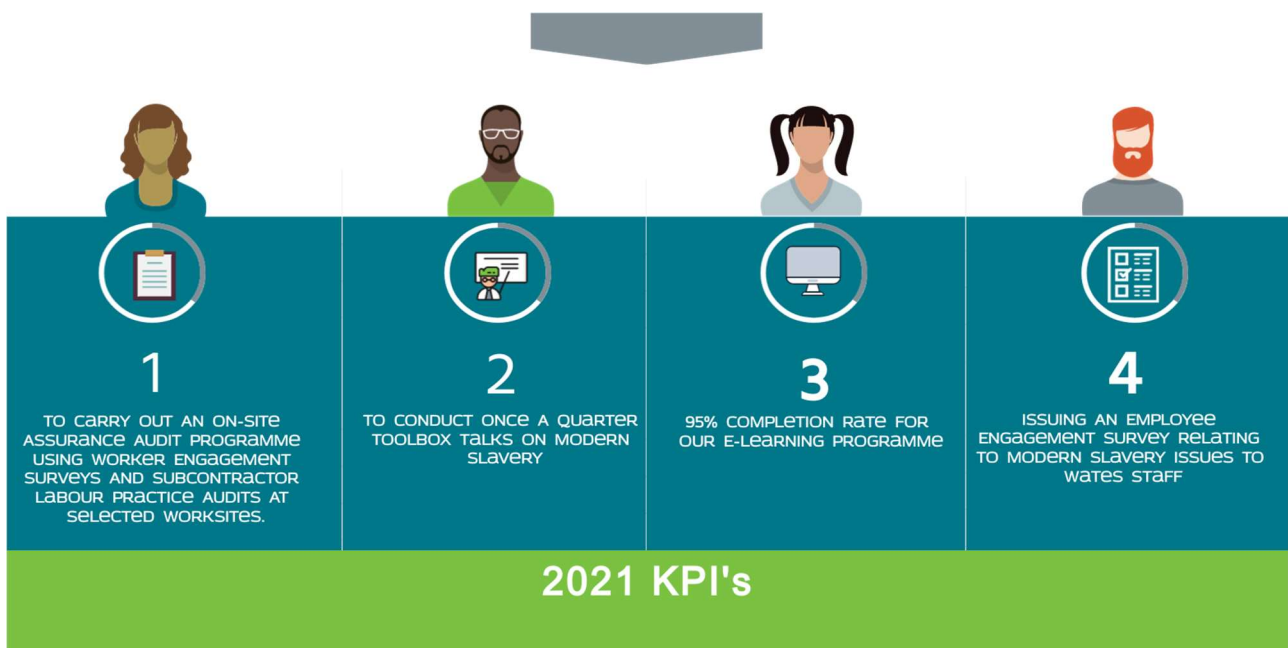 1
TO CARRY OUT AN ON-SITE
ASSURANCE AUDIT PROGRAMME
USING WORKER ENGAGEMENT
SURVEYS AND SUBCONTRACTOR
LABOUR PRACTICE AUDITS AT
SELECTED WORKSITES.
2
TO CONDUCT ONCE A QUARTER
TOOLBOX TALKS ON MODERN
SLAVERY
3
95% COMPLETION RATE FOR
OUR E-LEARNING PROGRAMME
4
ISSUING AN EMPLOYEE
ENGAGEMENT SURVEY RELATING
TO MODERN SLAVERY ISSUES TO
WATES STAFF
2021 KPI's